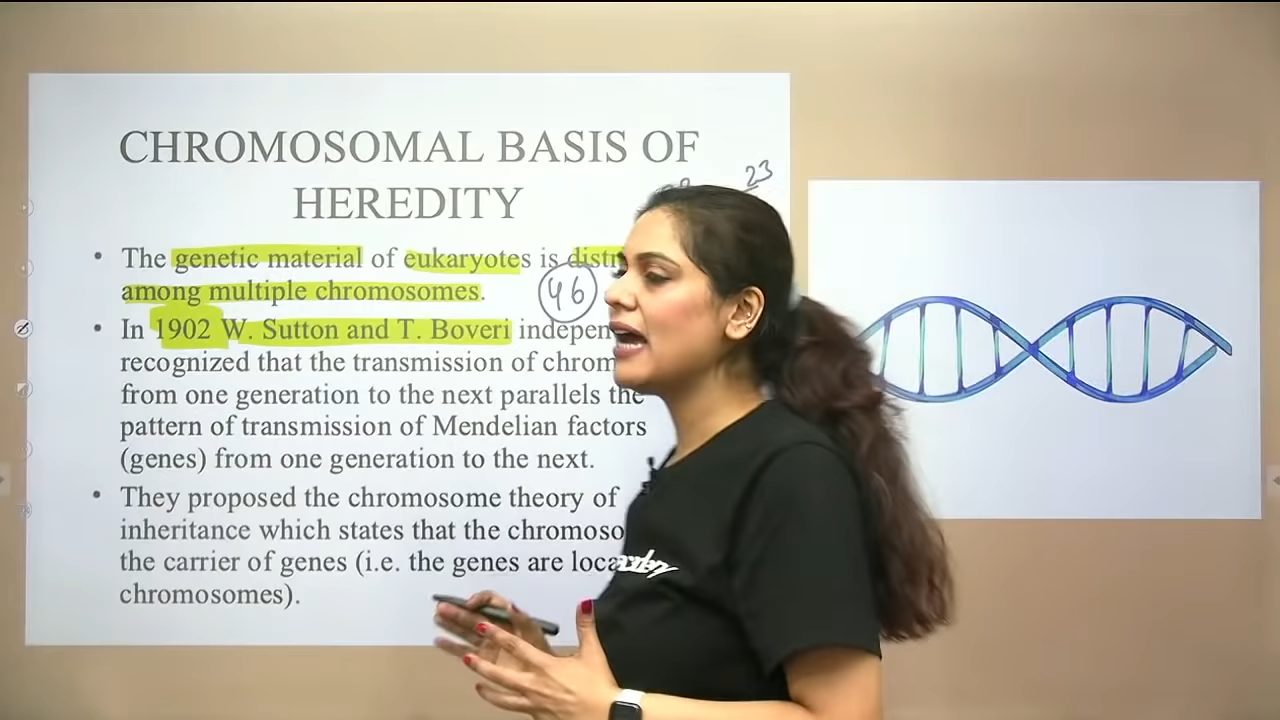 CHROMOSOMAL BASIS OF
HEREDITY
23
• The genetic material of eukaryotes is
among multiple chromosomes.
46
• In 1902 W. Sutton and T. Boveri
recognized that the transmission of
from one generation to the next parallels the
pattern of transmission of Mendelian factors
(genes) from one generation to the next.
• They proposed the chromosome theory of
inheritance which states that the
the carrier of genes (i.e. the genes are
chromosomes).